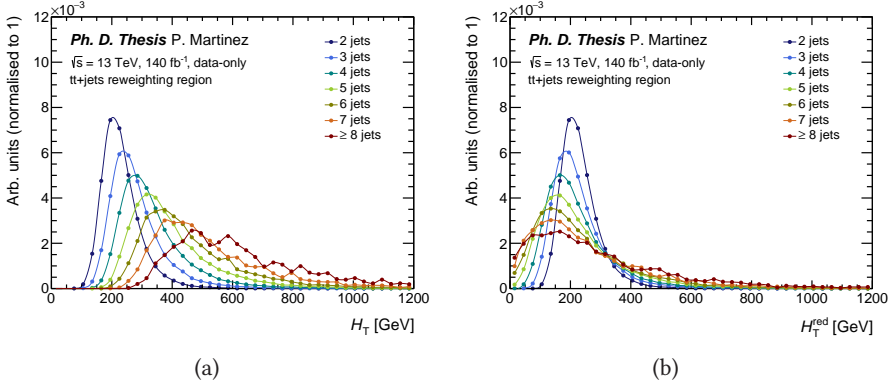 ×10⁻³
Arb. units (normalised to 1)
12
10
8
6
4
2
0
Ph. D. Thesis P. Martinez
√s = 13 TeV, 140 fb⁻¹, data-only
tt+jets reweighting region
2 jets
3 jets
4 jets
5 jets
6 jets
7 jets
≥ 8 jets
0 200 400 600 800 1000 1200
H_T [GeV]
(a)
×10⁻³
Arb. units (normalised to 1)
12
10
8
6
4
2
0
Ph. D. Thesis P. Martinez
√s = 13 TeV, 140 fb⁻¹, data-only
tt+jets reweighting region
2 jets
3 jets
4 jets
5 jets
6 jets
7 jets
≥ 8 jets
0 200 400 600 800 1000 1200
H_T^red [GeV]
(b)